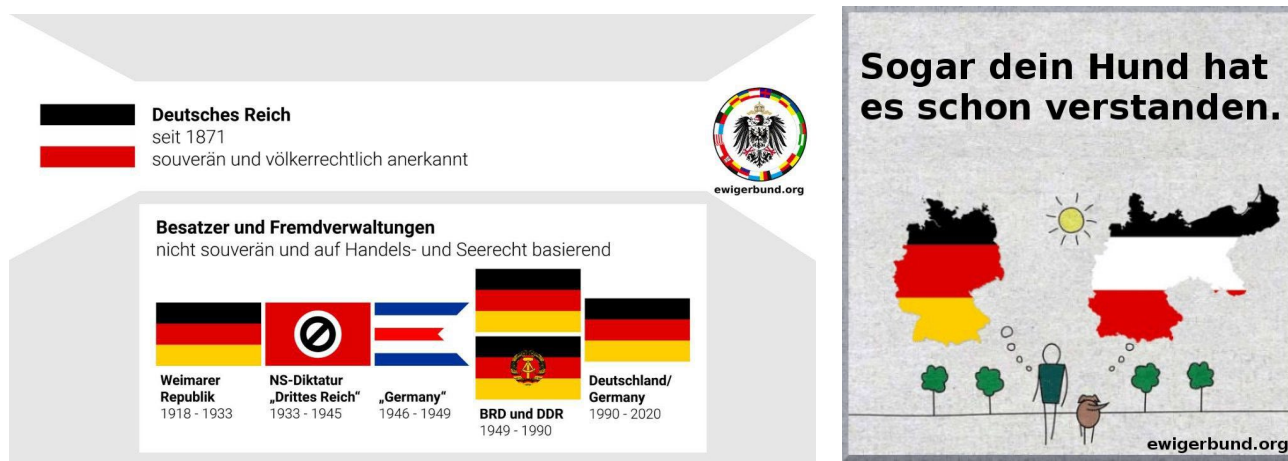 Deutsches Reich
seit 1871
souverän und völkerrechtlich anerkannt
ewigerbund.org
Besatzer und Fremdverwaltungen
nicht souverän und auf Handels- und Seerecht basierend
Weimarer
Republik
1918 - 1933
NS-Diktatur
„Drittes Reich“
1933 - 1945
„Germany“
1946 - 1949
BRD und DDR
1949 - 1990
Deutschland/
Germany
1990 - 2020
Sogar dein Hund hat
es schon verstanden.
ewigerbund.org